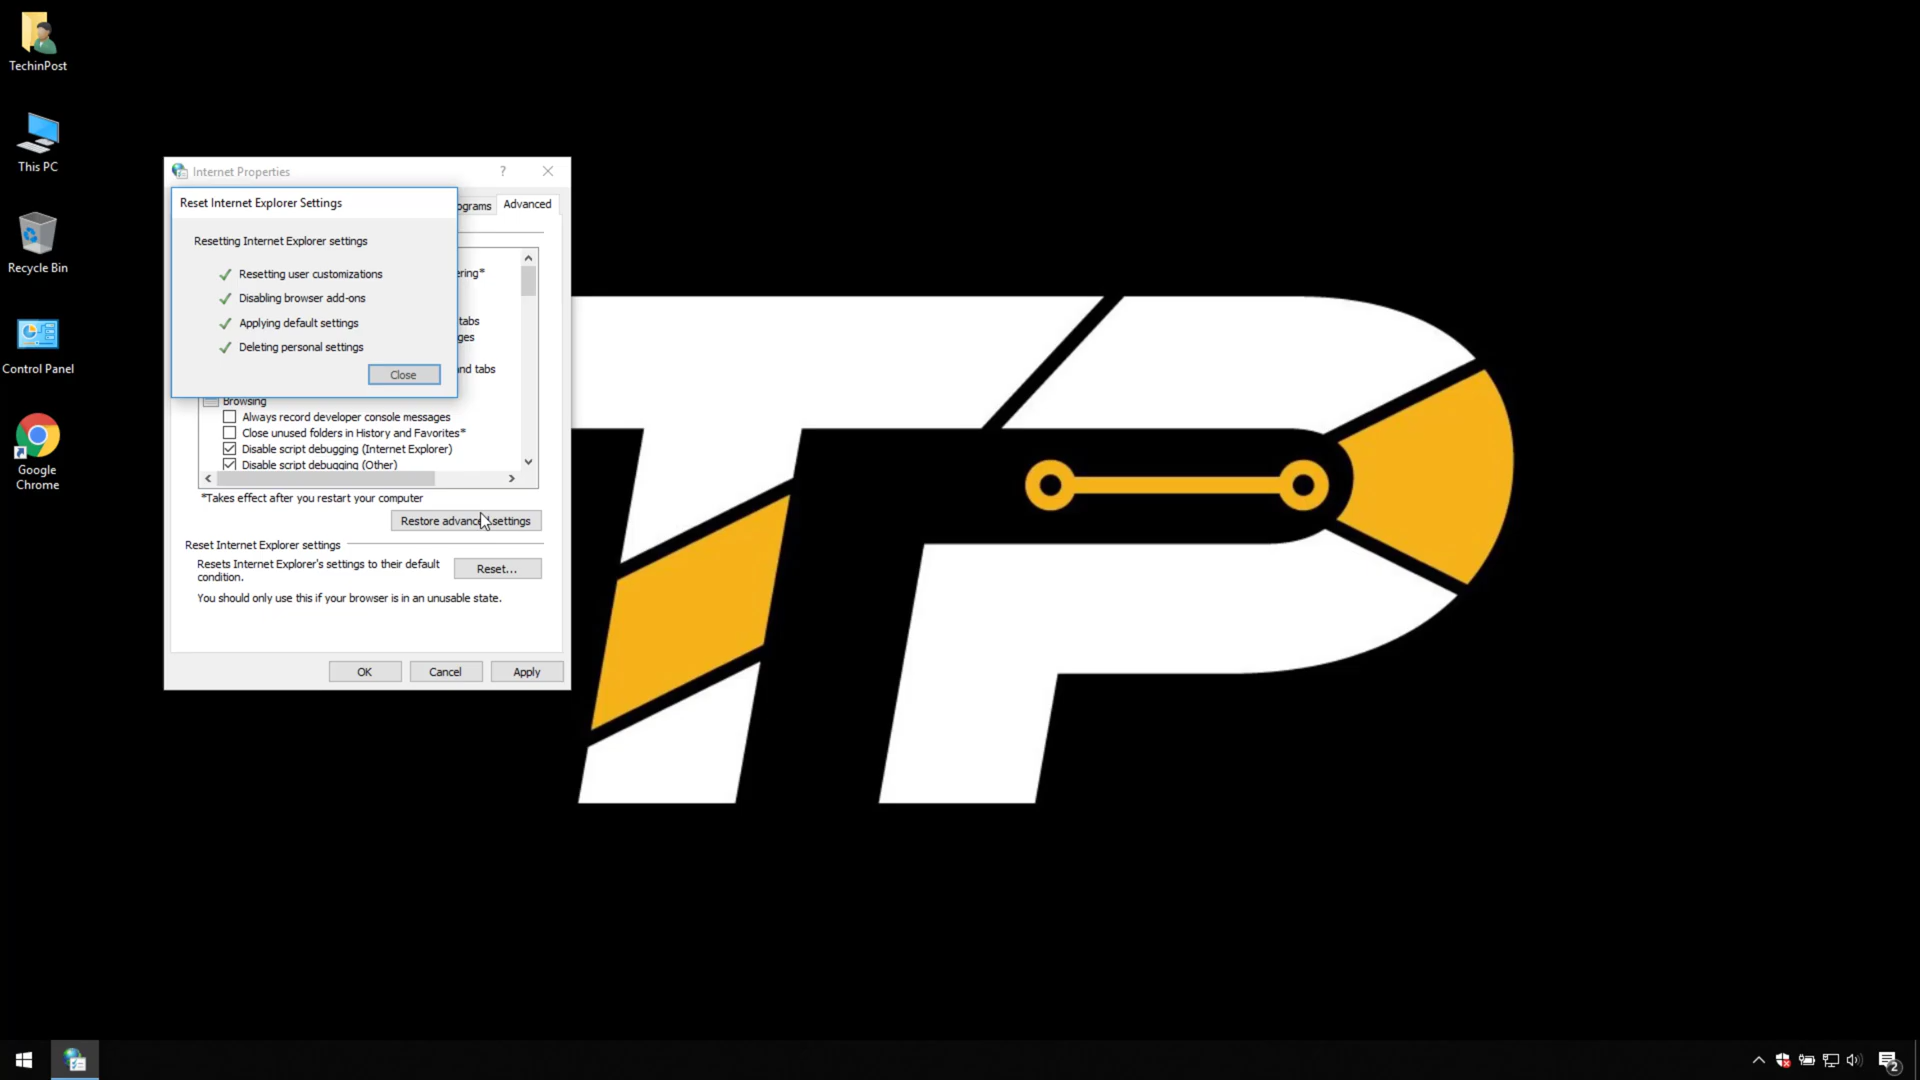 TechinPost
This PC
Recycle Bin
Control Panel
Google
Chrome
Internet Properties
Reset Internet Explorer Settings
Advanced
Resetting Internet Explorer settings
Resetting user customizations
Disabling browser add-ons
Applying default settings
Deleting personal settings
Close
ograms
ering*
tabs
ges
nd tabs
Browsing
Always record developer console messages
Close unused folders in History and Favorites*
Disable script debugging (Internet Explorer)
Disable script debugging (Other)
*Takes effect after you restart your computer
Restore advanced settings
Reset Internet Explorer settings
Resets Internet Explorer's settings to their default
condition.
Reset...
You should only use this if your browser is in an unusable state.
OK
Cancel
Apply
TP
2